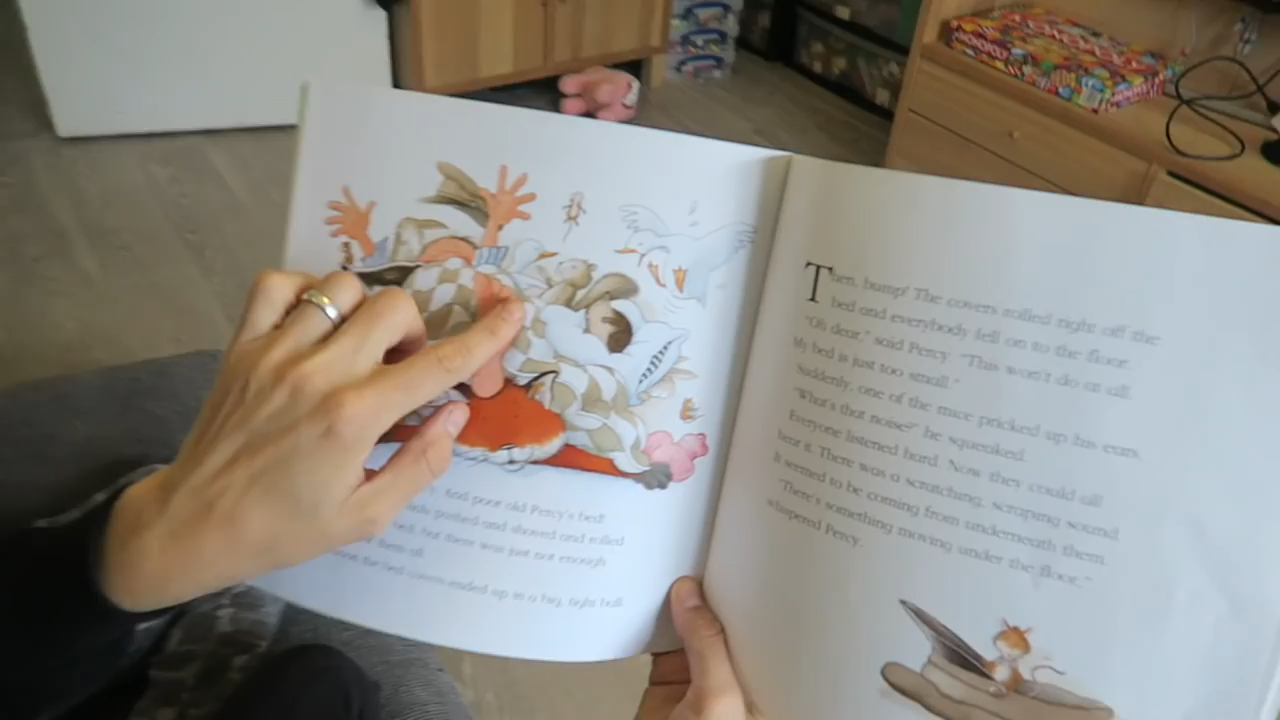 And poor old Percy's bed!
pushed and shoved and rolled
bed, but there was just not enough
them all.
the bed covers ended up in a big, tight ball.
Then, bump! The covers rolled right off the
bed and everybody fell on to the floor.
"Oh dear," said Percy. "This won't do at all.
My bed is just too small."
Suddenly, one of the mice pricked up his ears.
"What's that noise?" he squeaked.
Everyone listened hard. Now they could all
hear it. There was a scratching, scraping sound.
It seemed to be coming from underneath them.
"There's something moving under the floor,"
whispered Percy.